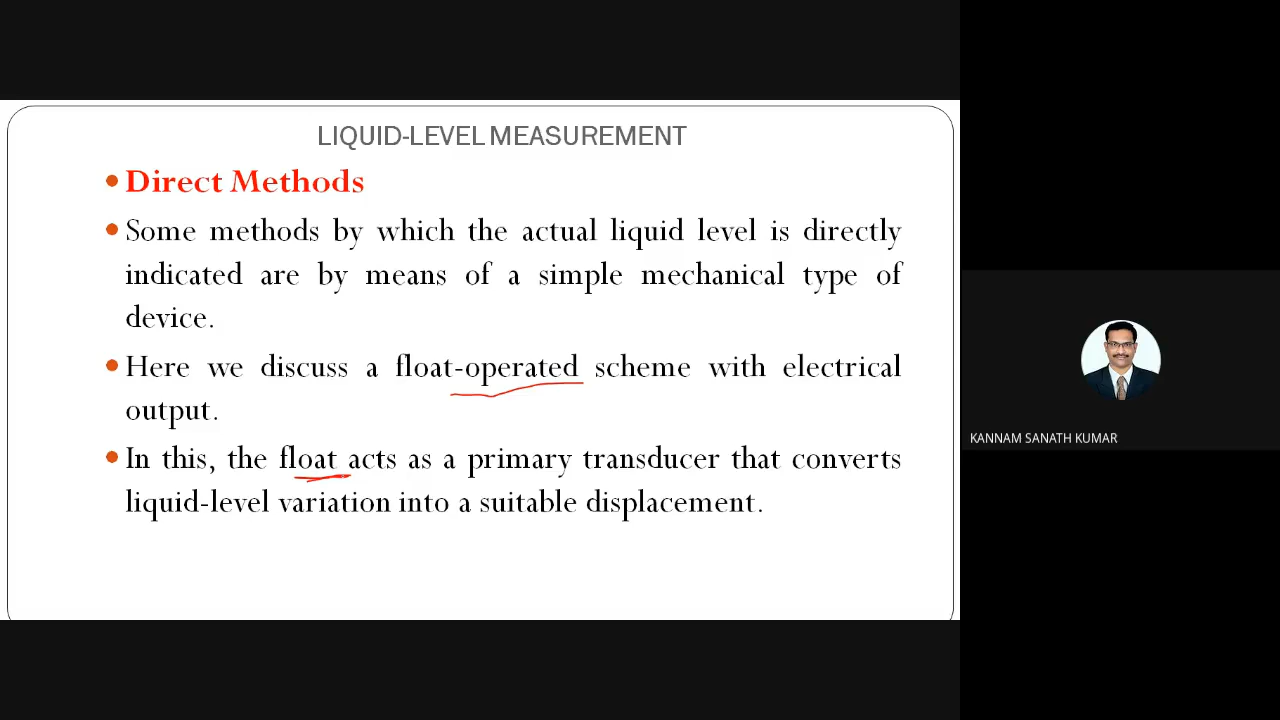 LIQUID-LEVEL MEASUREMENT
• Direct Methods
• Some methods by which the actual liquid level is directly
indicated are by means of a simple mechanical type of
device.
• Here we discuss a float-operated scheme with electrical
output.
• In this, the float acts as a primary transducer that converts
liquid-level variation into a suitable displacement.
KANNAM SANATH KUMAR